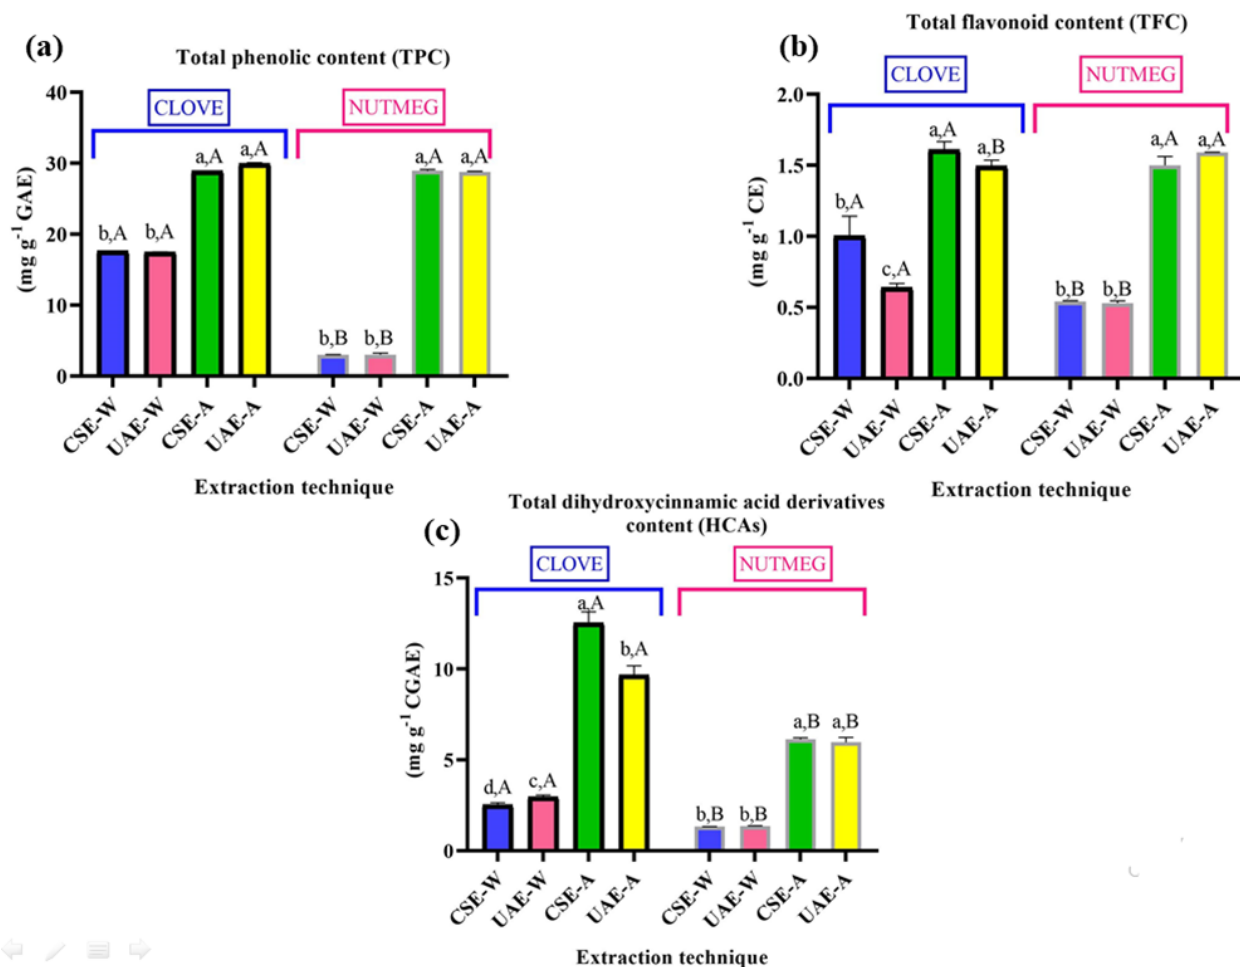 (a)
Total phenolic content (TPC)
CLOVE
NUTMEG
(mg g⁻¹ GAE)
40
30
20
10
0
b,A
b,A
a,A
a,A
b,B
b,B
a,A
a,A
CSE-W
UAE-W
CSE-A
UAE-A
CSE-W
UAE-W
CSE-A
UAE-A
Extraction technique
(b)
Total flavonoid content (TFC)
CLOVE
NUTMEG
(mg g⁻¹ CE)
2.0
1.5
1.0
0.5
0.0
b,A
c,A
a,A
a,B
b,B
b,B
a,A
a,A
CSE-W
UAE-W
CSE-A
UAE-A
CSE-W
UAE-W
CSE-A
UAE-A
Extraction technique
(c)
Total dihydroxycinnamic acid derivatives
content (HCAs)
CLOVE
NUTMEG
(mg g⁻¹ CGAE)
15
10
5
0
d,A
c,A
a,A
b,A
b,B
b,B
a,B
a,B
CSE-W
UAE-W
CSE-A
UAE-A
CSE-W
UAE-W
CSE-A
UAE-A
Extraction technique